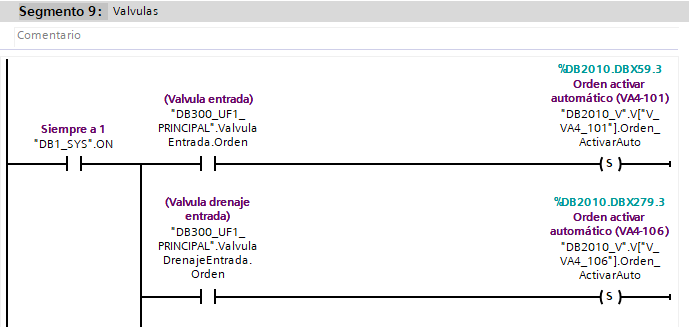 Segmento 9: Valvulas
Comentario
%DB2010.DBX59.3
(Valvula entrada)
Orden activar
automático (VA4-101)
Siempre a 1
"DB300_UF1_
PRINCIPAL".Valvula
Entrada.Orden
"DB2010_V".V["V_
VA4_101"].Orden_
ActivarAuto
"DB1_SYS".ON
S
%DB2010.DBX279.3
(Valvula drenaje
entrada)
Orden activar
automático (VA4-106)
"DB300_UF1_
PRINCIPAL".Valvula
DrenajeEntrada.
Orden
"DB2010_V".V["V_
VA4_106"].Orden_
ActivarAuto
S